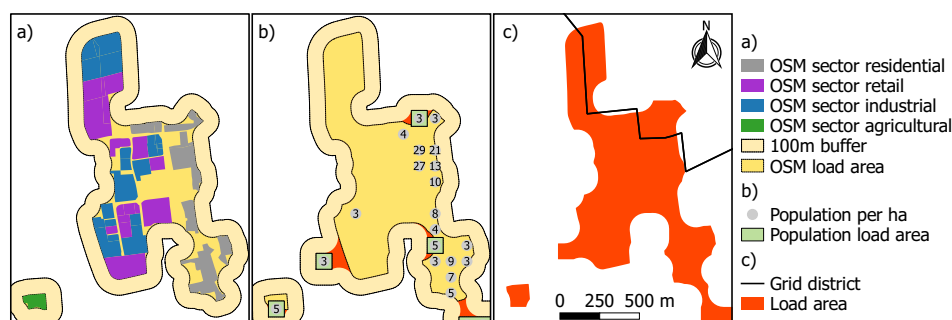 a)
b)
c)
N
3 3
4
29 21
27 13
10
3
8
4
5
3
3
3 9 3
7
5
5
0 250 500 m
a)
OSM sector residential
OSM sector retail
OSM sector industrial
OSM sector agricultural
100m buffer
OSM load area
b)
Population per ha
Population load area
c)
Grid district
Load area